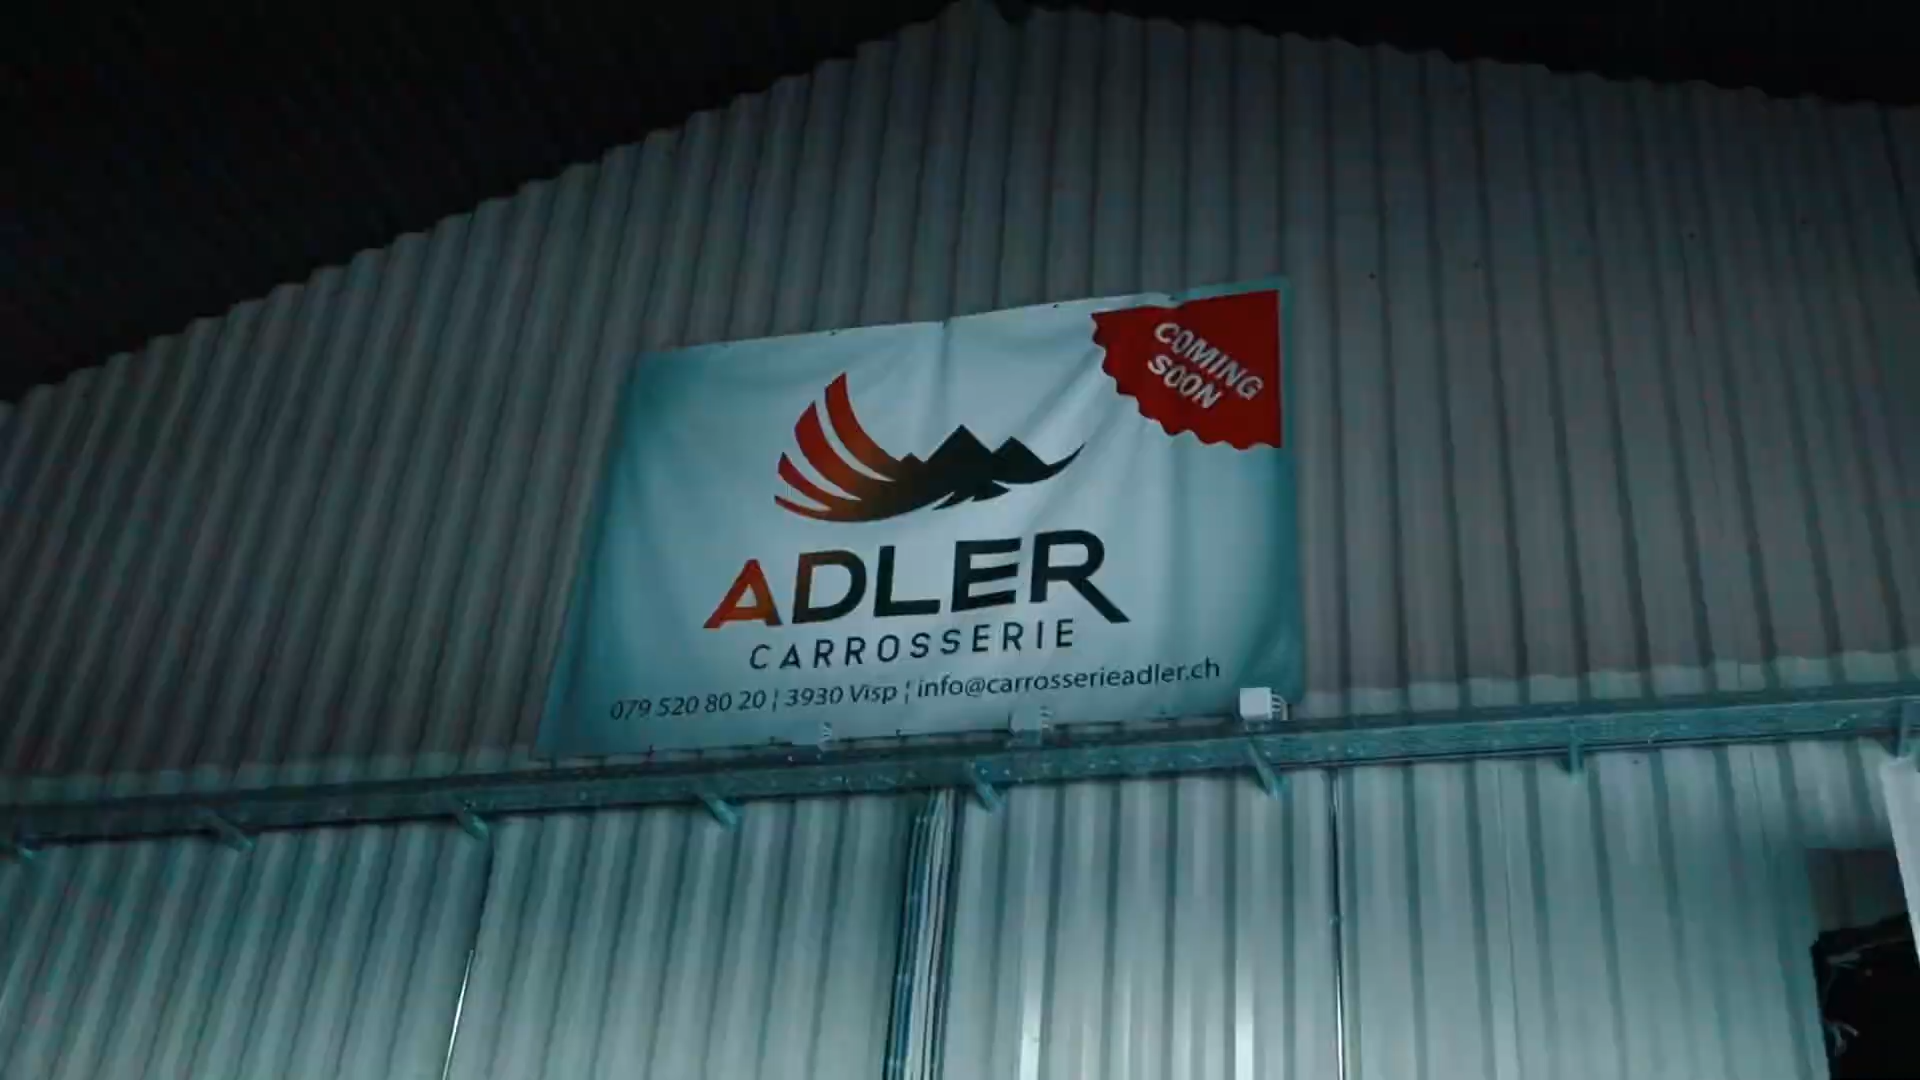 COMING
SOON
ADLER
CARROSSERIE
079 520 80 20 ¦ 3930 Visp ¦ info@carrosserieadler.ch